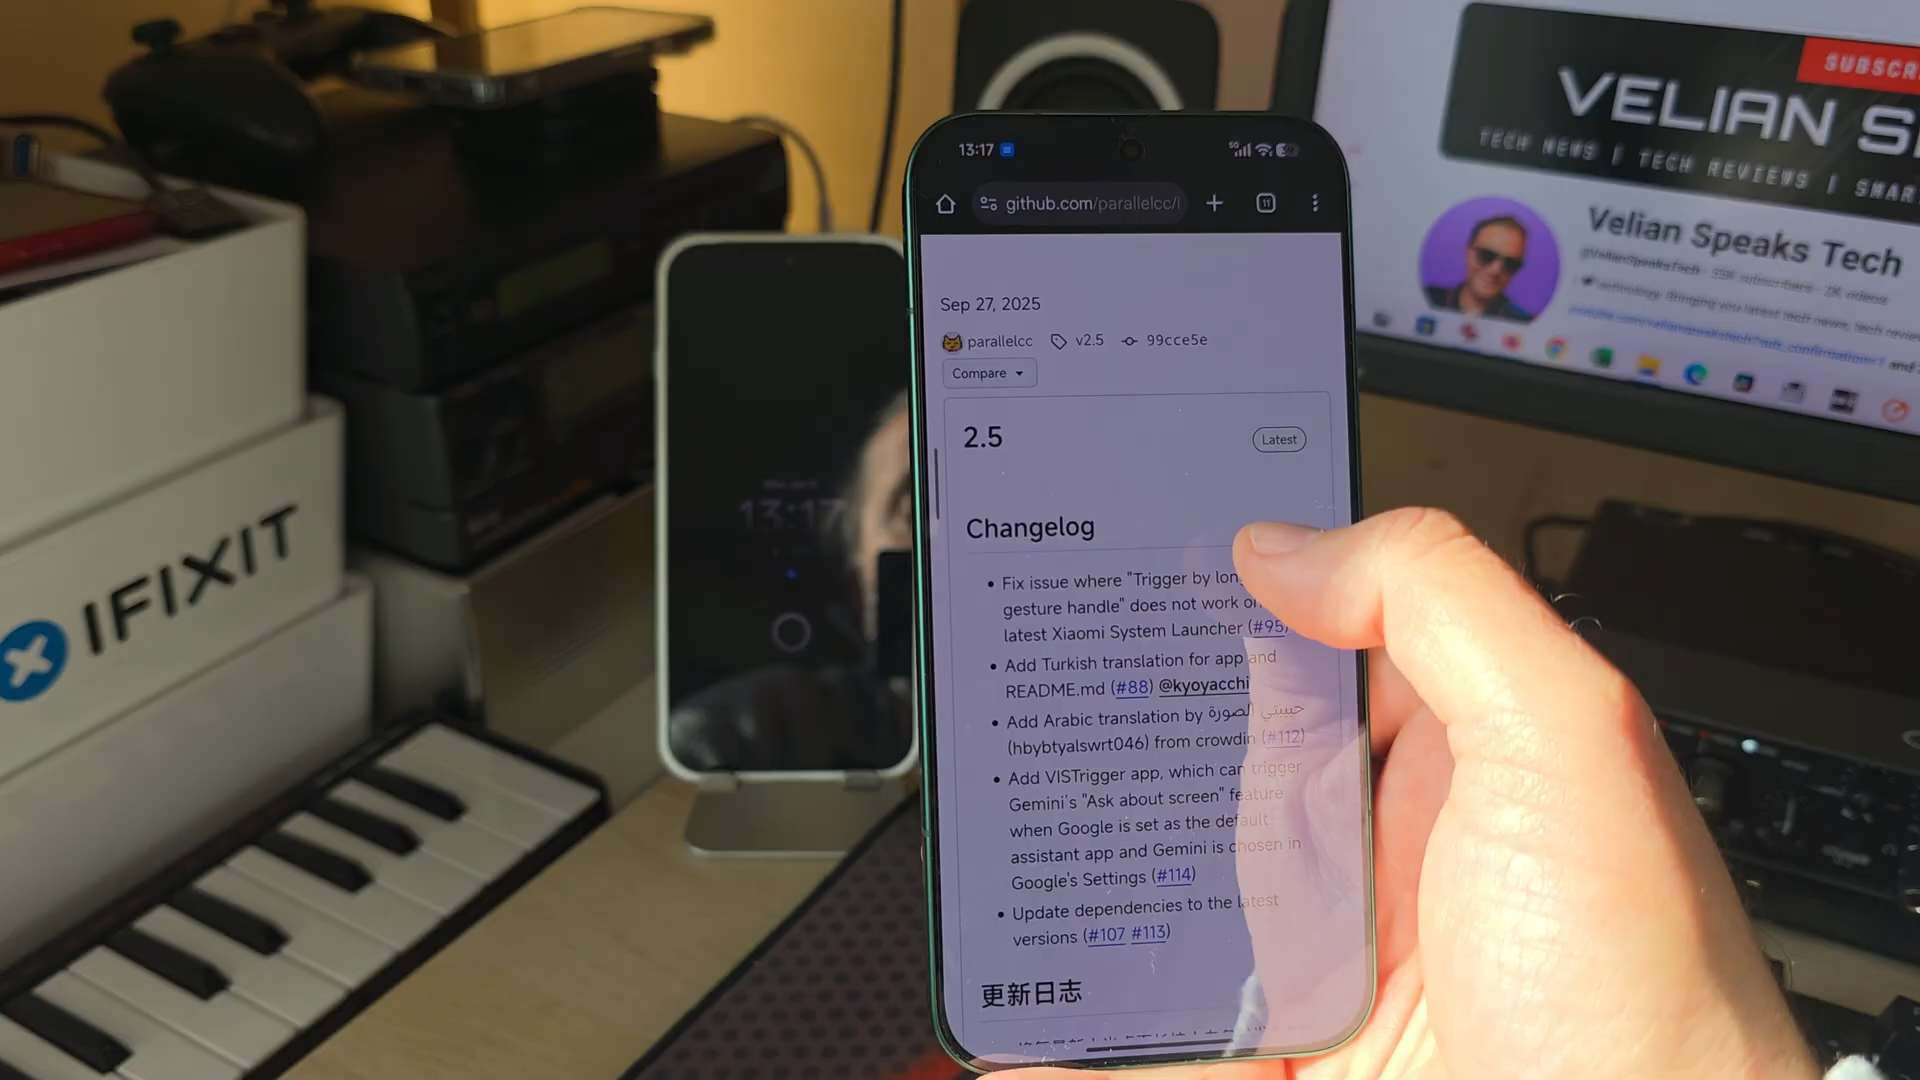 13:17
github.com/parallelcc/l
Sep 27, 2025
parallelcc v2.5 99cce5e
Compare
2.5
Latest
Changelog
Fix issue where "Trigger by lon
gesture handle" does not work on
latest Xiaomi System Launcher (#95)
Add Turkish translation for app and
README.md (#88) @kyoyacchi
Add Arabic translation by حبيبتي الصورة
(hbybtyalswrt046) from crowdin (#112)
Add VISTrigger app, which can trigger
Gemini's "Ask about screen" feature
when Google is set as the default
assistant app and Gemini is chosen in
Google's Settings (#114)
Update dependencies to the latest
versions (#107 #113)
更新日志
IFIXIT
13:17
SUBSCR
VELIAN S
TECH NEWS | TECH REVIEWS | SMAR
Velian Speaks Tech
@VelianSpeaksTech